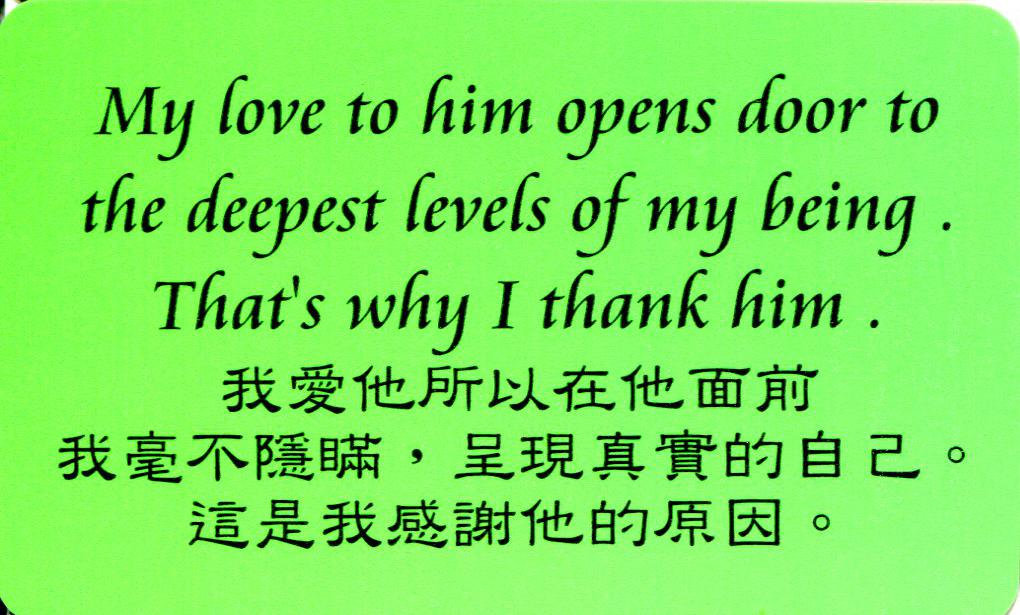 My love to him opens door to
the deepest levels of my being .
That's why I thank him .
我愛他所以在他面前
我毫不隱瞞，呈現真實的自己。
這是我感謝他的原因。